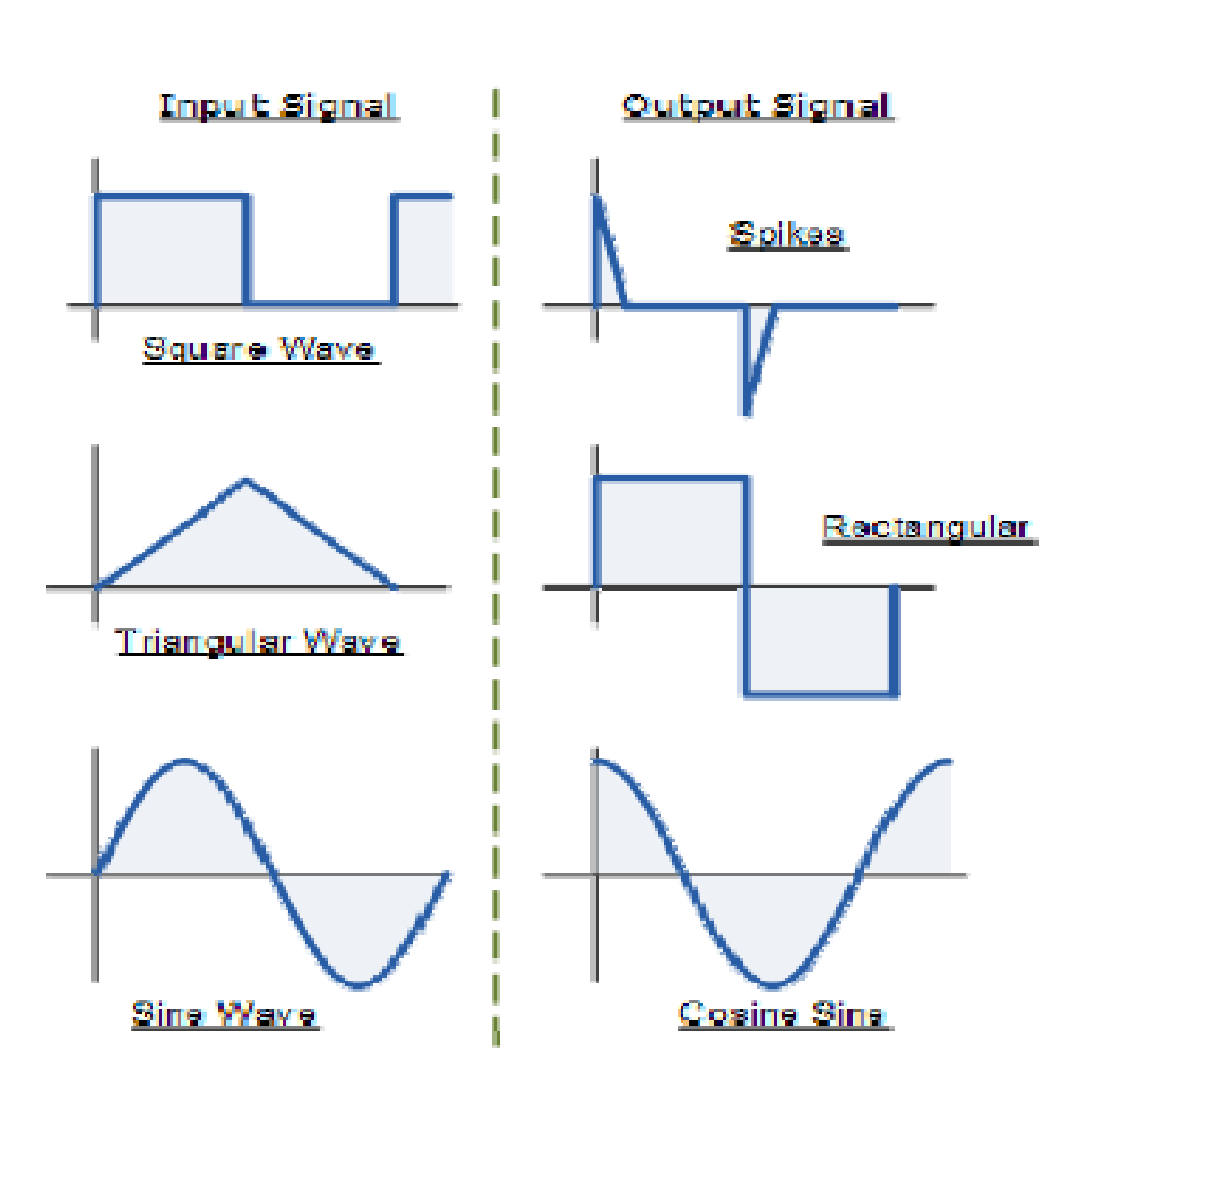 Input Signal
Output Signal
Spikes
Square Wave
Rectangular
Triangular Wave
Sine Wave
Cosine Sine